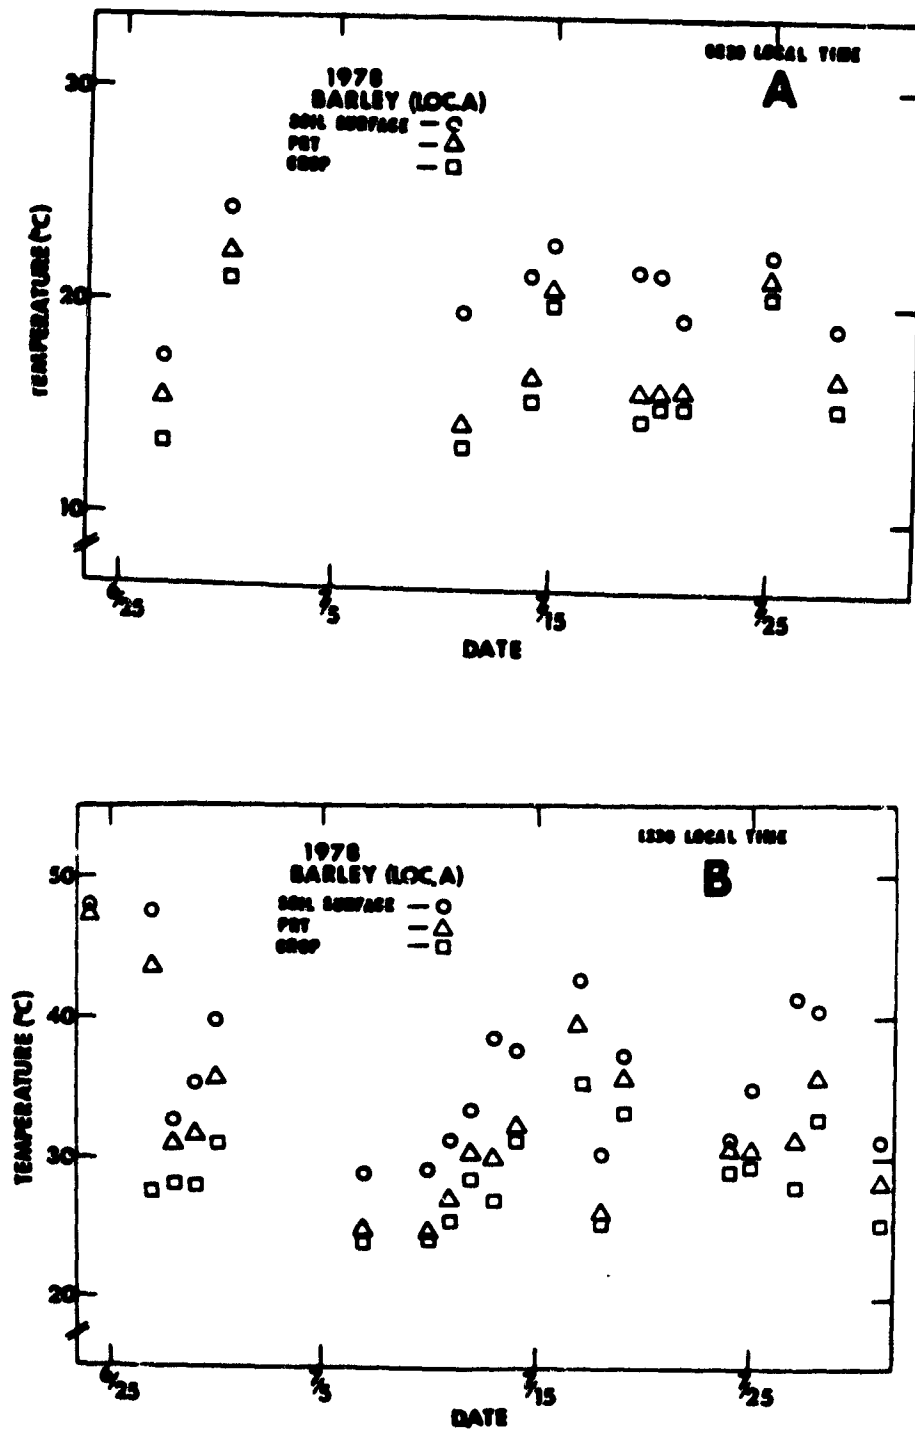 0830 LOCAL TIME
A
1978
BARLEY (LOC.A)
SOIL SURFACE -
PRT -
CROP -
30
20
10
TEMPERATURE (°C)
6/25
7/5
7/15
7/25
DATE
1330 LOCAL TIME
B
1978
BARLEY (LOC.A)
SOIL SURFACE -
PRT -
CROP -
50
40
30
20
TEMPERATURE (°C)
6/25
7/5
7/15
7/25
DATE